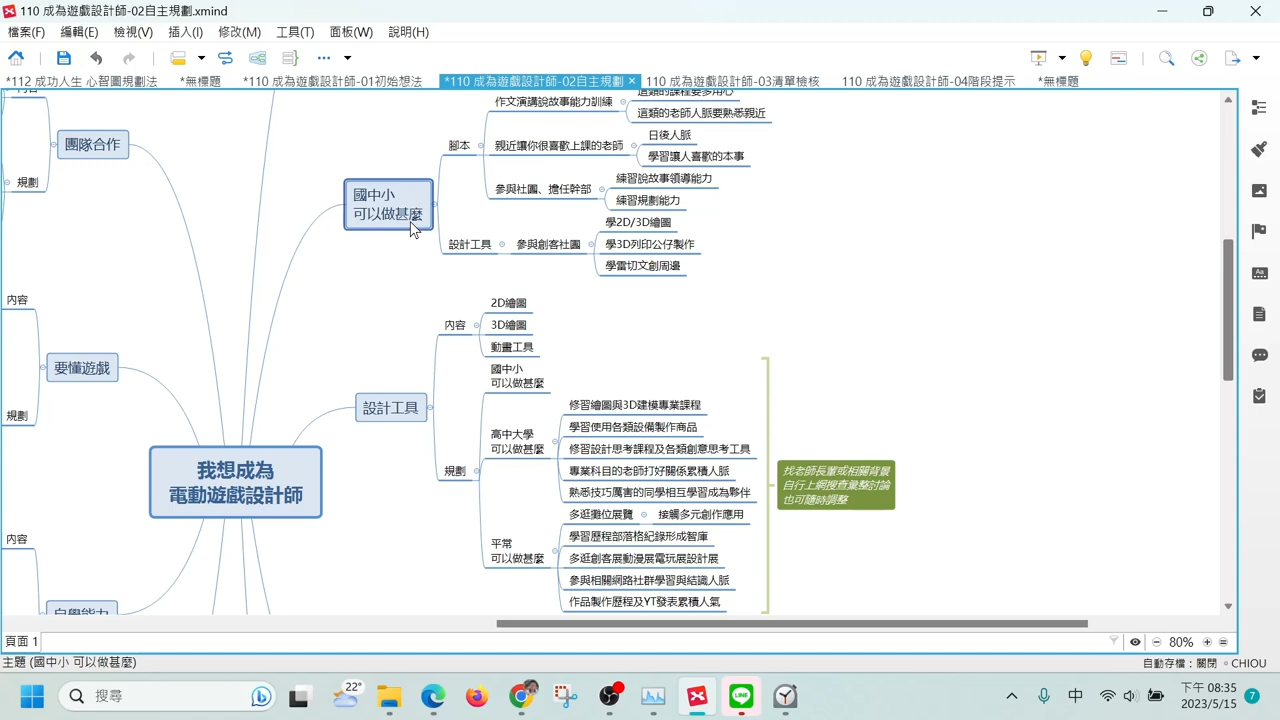 110 成為遊戲設計師-02自主規劃.xmind
檔案(F) 編輯(E) 檢視(V) 插入(I) 修改(M) 工具(T) 面板(W) 說明(H)
*112 成功人生 心智圖規劃法 *無標題 *110 成為遊戲設計師-01初始想法 *110 成為遊戲設計師-02自主規劃 × 110 成為遊戲設計師-03清單檢核 110 成為遊戲設計師-04階段提示 *無標題
團隊合作
規劃
內容
要懂遊戲
規劃
內容
自學能力
我想成為
電動遊戲設計師
國中小
可以做甚麼
腳本
作文演講說故事能力訓練
這類的課程要多用心
這類的老師人脈要熟悉親近
親近讓你很喜歡上課的老師
日後人脈
學習讓人喜歡的本事
參與社團、擔任幹部
練習說故事領導能力
練習規劃能力
設計工具
參與創客社團
學2D/3D繪圖
學3D列印公仔製作
學雷切文創周邊
設計工具
內容
2D繪圖
3D繪圖
動畫工具
規劃
國中小
可以做甚麼
高中大學
可以做甚麼
修習繪圖與3D建模專業課程
學習使用各類設備製作商品
修習設計思考課程及各類創意思考工具
專業科目的老師打好關係累積人脈
熟悉技巧厲害的同學相互學習成為夥伴
平常
可以做甚麼
多逛攤位展覽
接觸多元創作應用
學習歷程部落格紀錄形成智庫
多逛創客展動漫展電玩展設計展
參與相關網路社群學習與結識人脈
作品製作歷程及YT發表累積人氣
找老師長輩或相關背景
自行上網搜查彙整討論
也可隨時調整
頁面 1
80%
主題 (國中小 可以做甚麼)
自動存檔：關閉
CHIOU
搜尋
22°
中
下午 08:35
2023/5/15
7